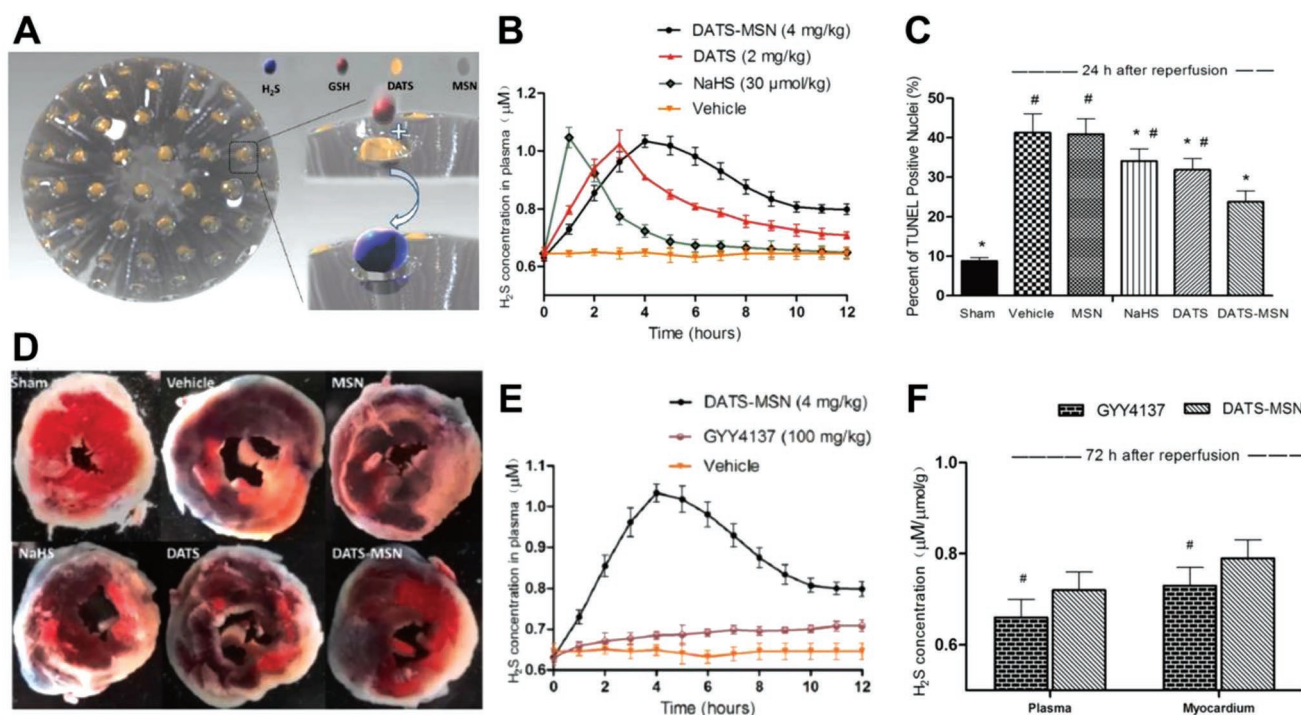 A
H2S
GSH
DATS
MSN
+
B
DATS-MSN (4 mg/kg)
DATS (2 mg/kg)
NaHS (30 μmol/kg)
Vehicle
H2S concentration in plasma (μM)
1.2
1.0
0.8
0.6
0
2
4
6
8
10
12
Time (hours)
C
24 h after reperfusion
Percent of TUNEL Positive Nuclei (%)
50
40
30
20
10
0
*
#
#
* #
* #
*
Sham
Vehicle
MSN
NaHS
DATS
DATS-MSN
D
Sham
Vehicle
MSN
NaHS
DATS
DATS-MSN
E
DATS-MSN (4 mg/kg)
GYY4137 (100 mg/kg)
Vehicle
H2S concentration in plasma (μM)
1.1
1.0
0.9
0.8
0.7
0.6
0
2
4
6
8
10
12
Time (hours)
F
GYY4137
DATS-MSN
72 h after reperfusion
H2S concentration (μM/μmol/g)
1.0
0.8
0.6
#
#
Plasma
Myocardium